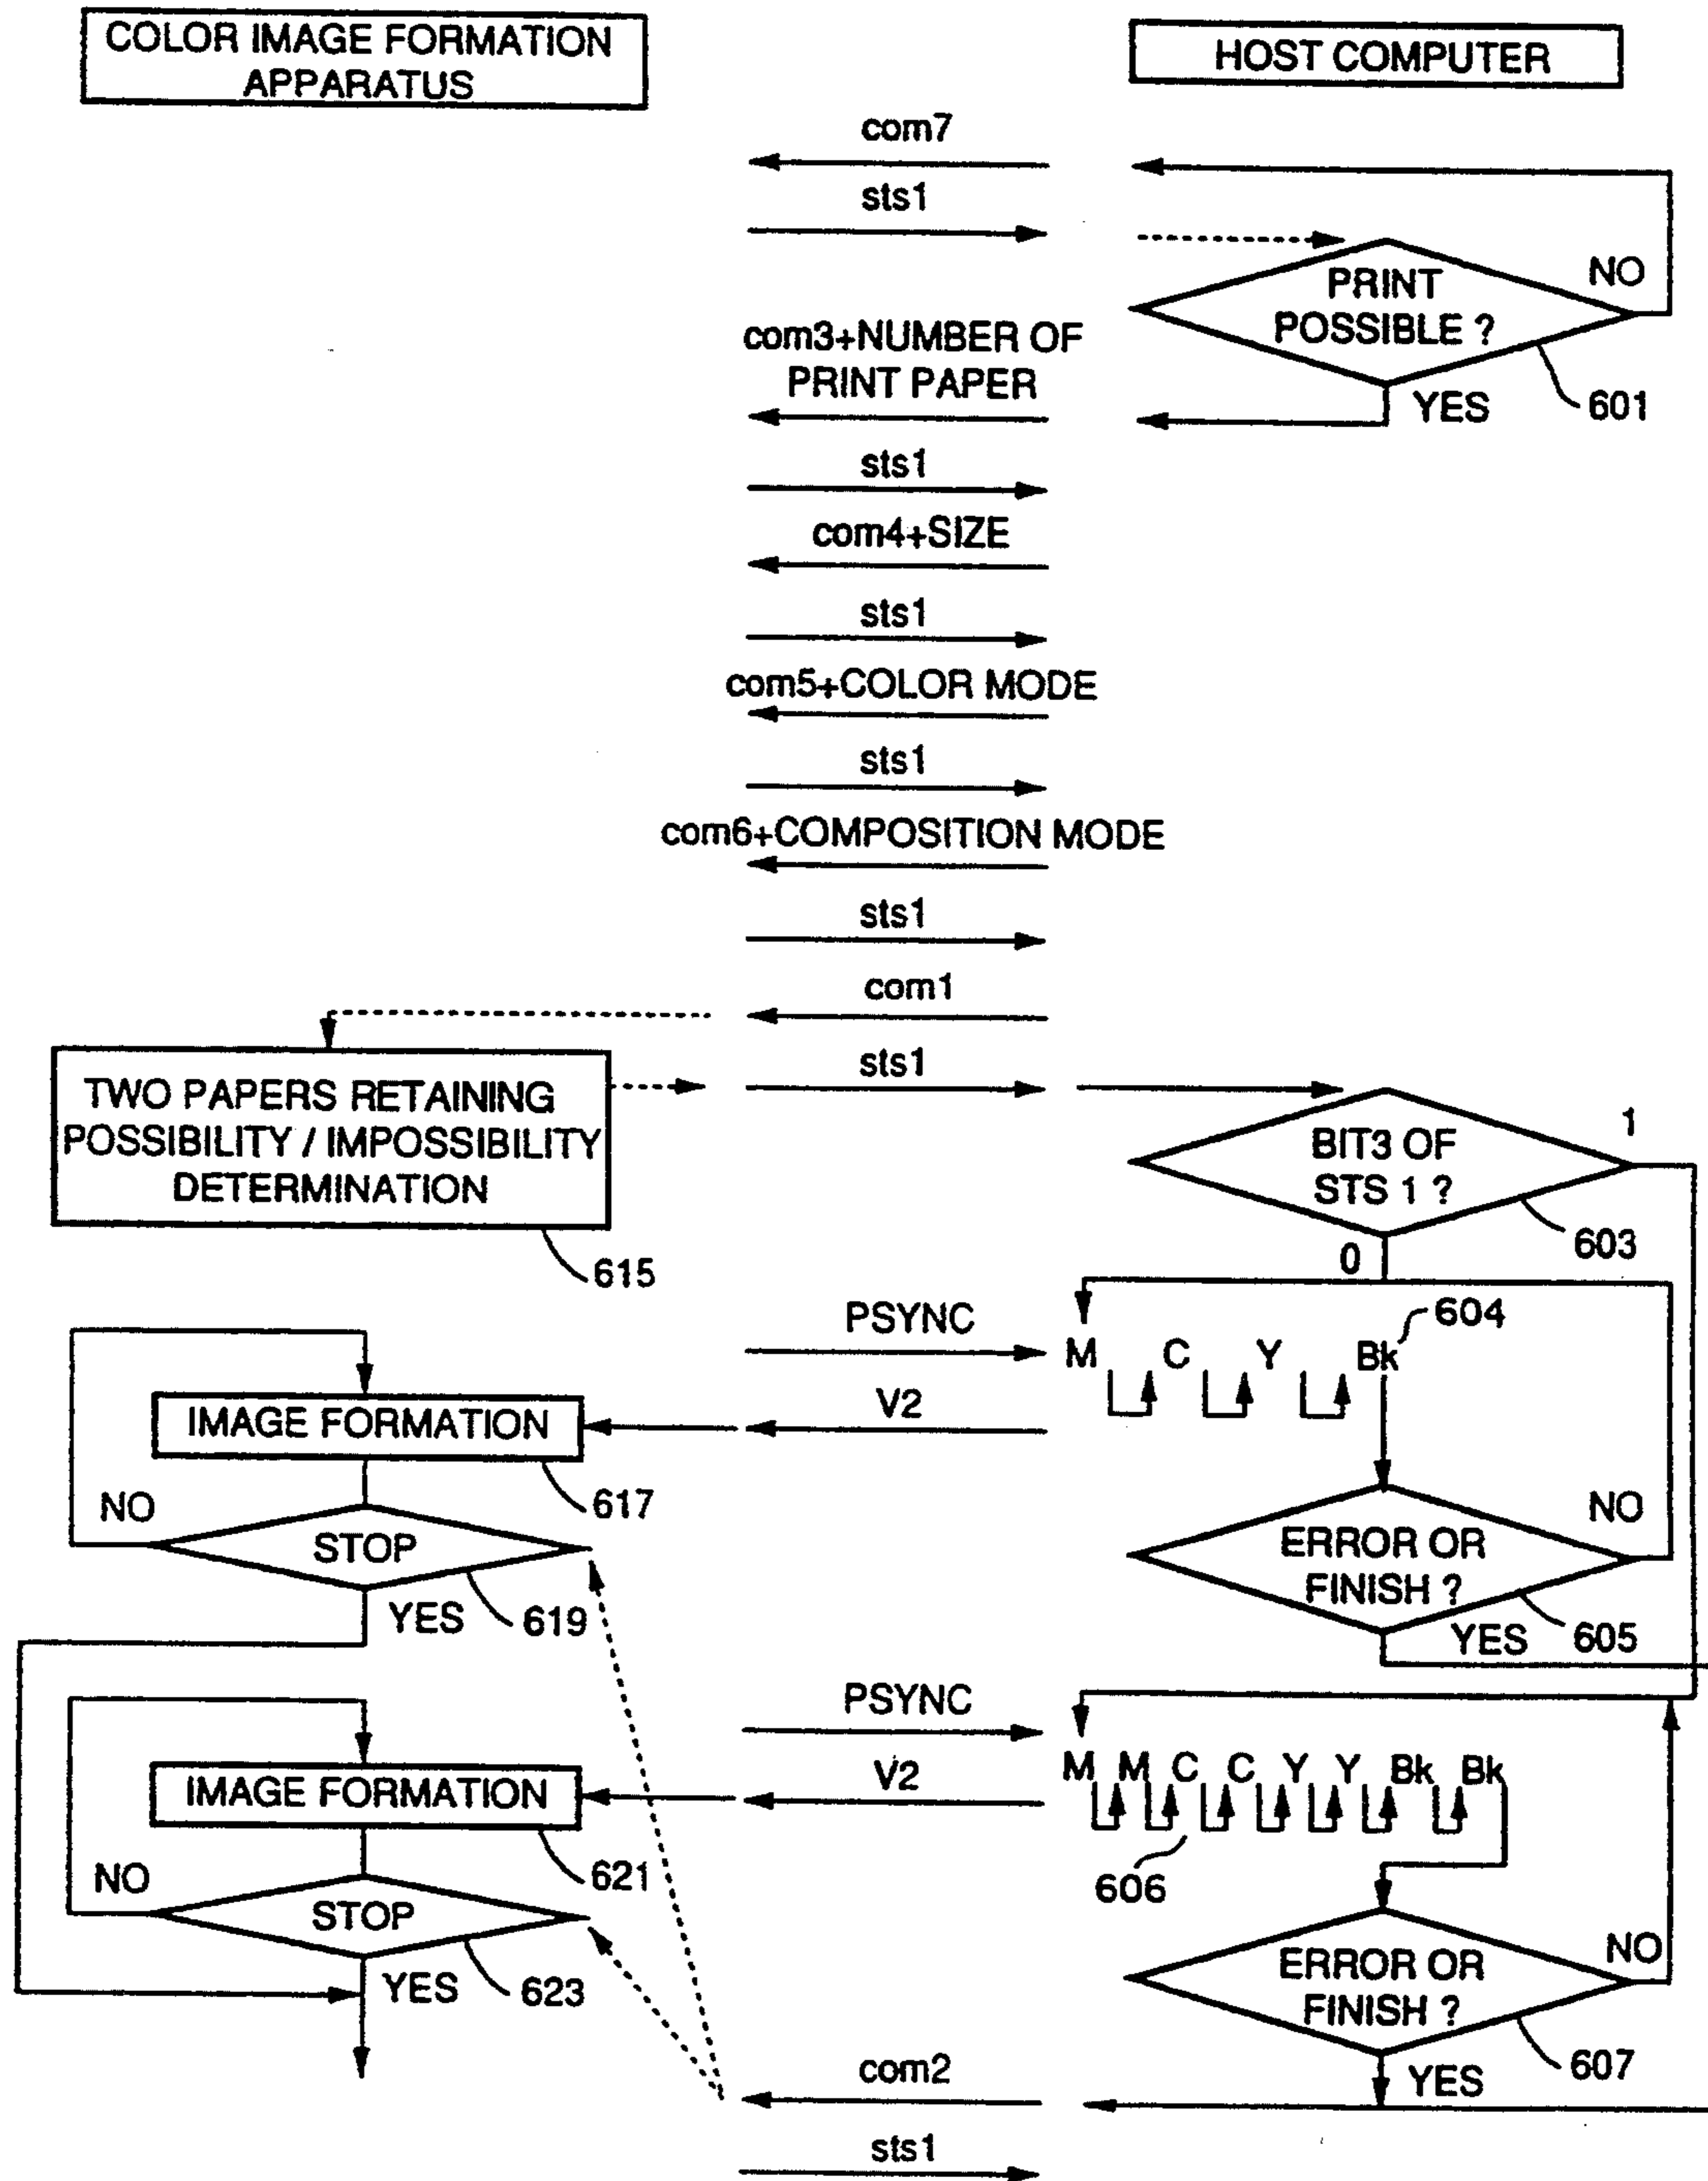 COLOR IMAGE FORMATION
APPARATUS
HOST COMPUTER
com7
sts1
PRINT
POSSIBLE ?
NO
YES
601
com3+NUMBER OF
PRINT PAPER
sts1
com4+SIZE
sts1
com5+COLOR MODE
sts1
com6+COMPOSITION MODE
sts1
com1
TWO PAPERS RETAINING
POSSIBILITY / IMPOSSIBILITY
DETERMINATION
615
sts1
BIT3 OF
STS 1 ?
1
603
0
PSYNC
M C Y Bk
604
V2
IMAGE FORMATION
617
NO
STOP
YES
619
ERROR OR
FINISH ?
NO
YES
605
PSYNC
M M C C Y Y Bk Bk
606
V2
IMAGE FORMATION
621
NO
STOP
YES
623
ERROR OR
FINISH ?
NO
YES
607
com2
sts1